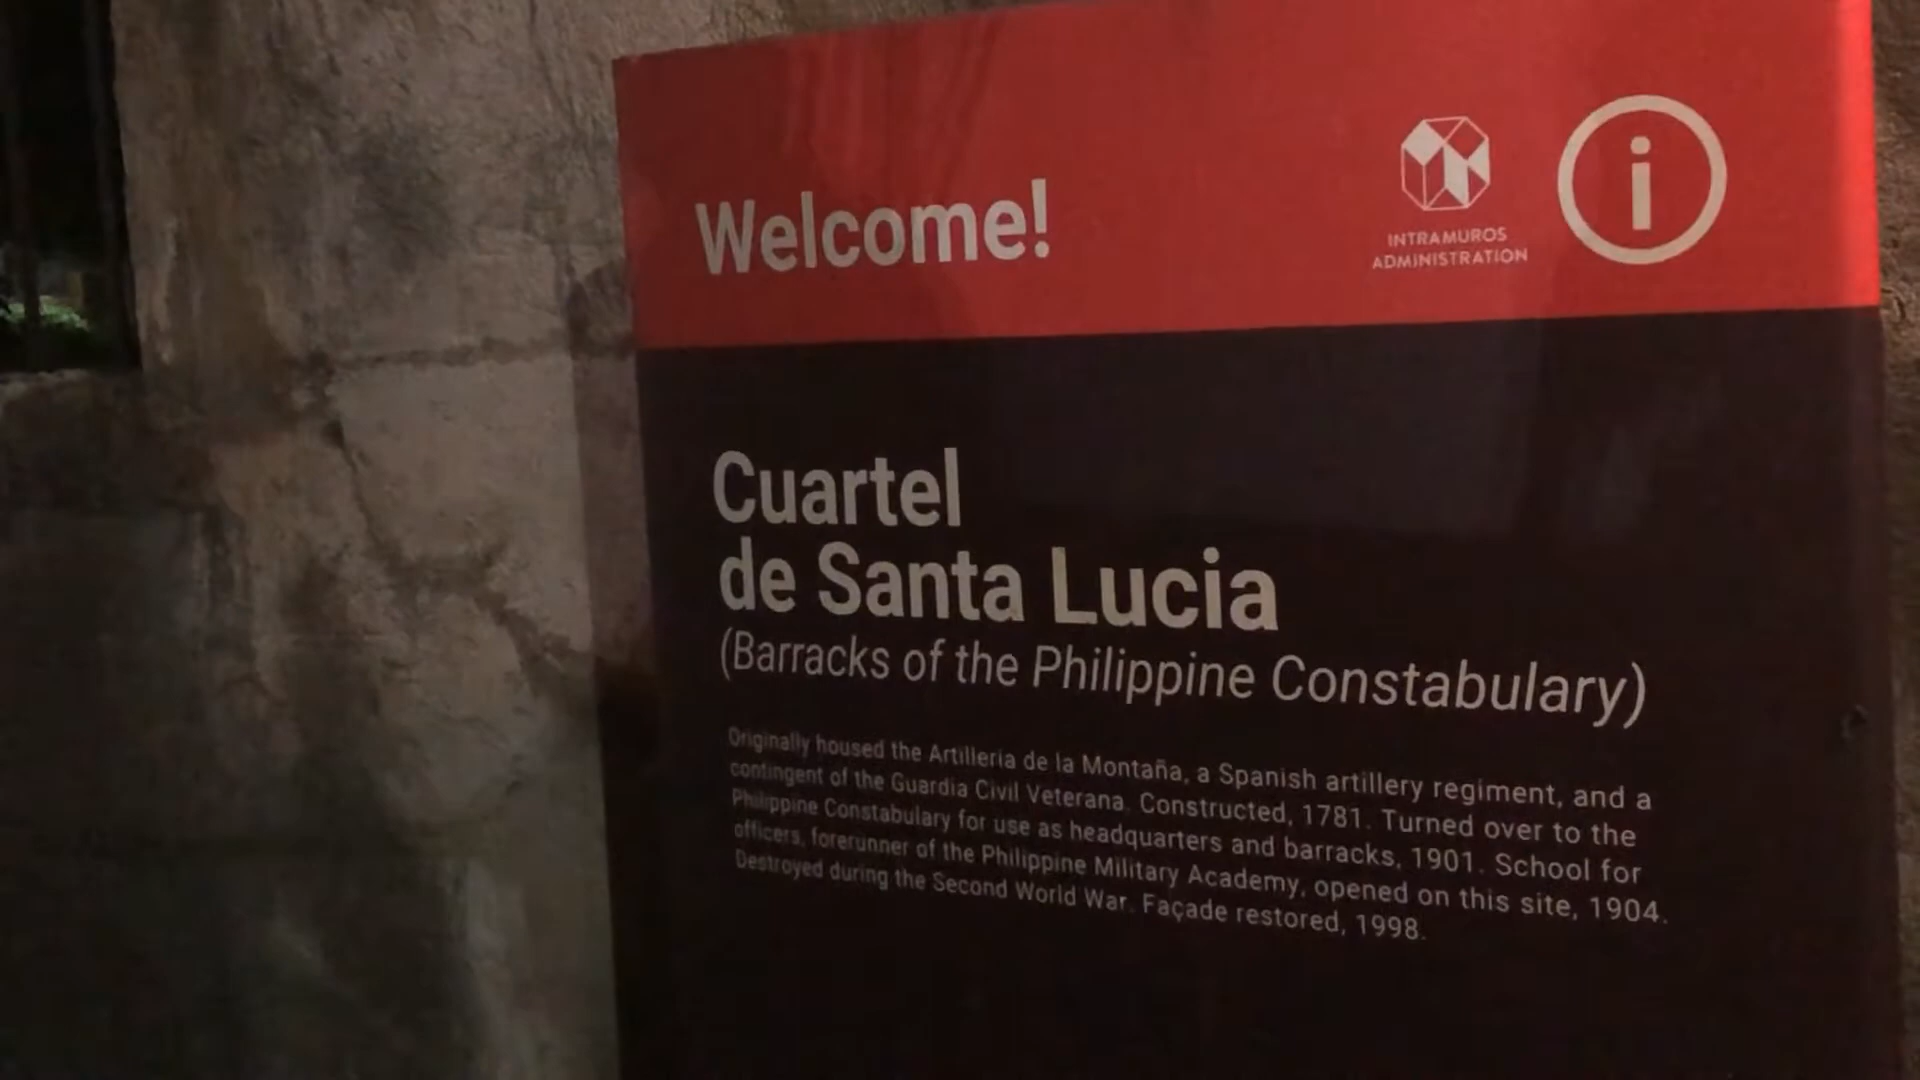 Welcome!
INTRAMUROS
ADMINISTRATION
i
Cuartel
de Santa Lucia
(Barracks of the Philippine Constabulary)
Originally housed the Artilleria de la Montaña, a Spanish artillery regiment, and a
contingent of the Guardia Civil Veterana. Constructed, 1781. Turned over to the
Philippine Constabulary for use as headquarters and barracks, 1901. School for
officers, forerunner of the Philippine Military Academy, opened on this site, 1904.
Destroyed during the Second World War. Façade restored, 1998.